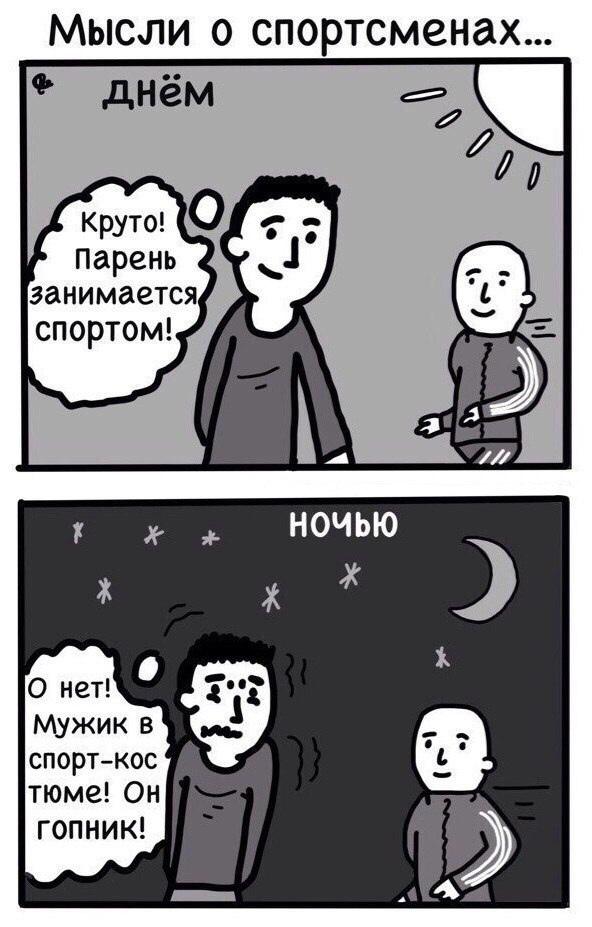 Мысли о спортсменах...
днём
Круто!
Парень
занимается
спортом!
ночью
О нет!
Мужик в
спорт-кос
тюме! Он
гопник!